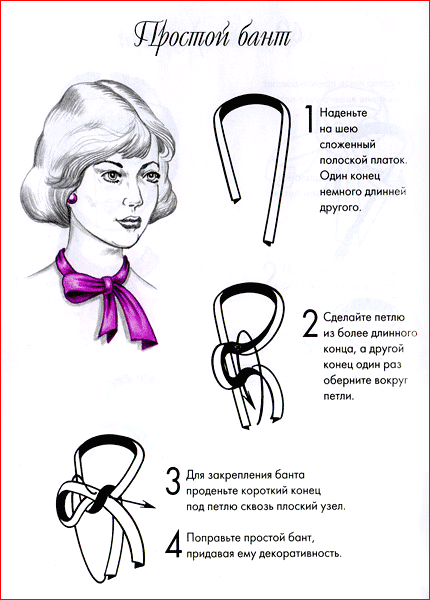 Простой бант
1 Наденьте
на шею
сложенный
полоской платок.
Один конец
немного длинней
другого.
2 Сделайте петлю
из более длинного
конца, а другой
конец один раз
оберните вокруг
петли.
3 Для закрепления банта
проденьте короткий конец
под петлю сквозь плоский узел.
4 Поправьте простой бант,
придавая ему декоративность.